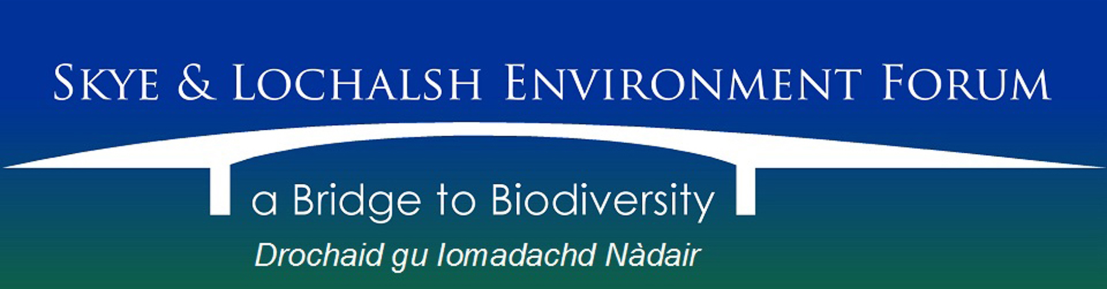 Skye & Lochalsh Environment Forum
a Bridge to Biodiversity
Drochaid gu Iomadachd Nàdair